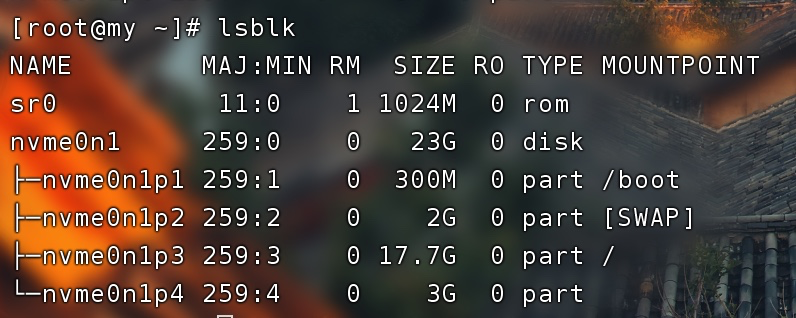 [root@my ~]# lsblk
NAME        MAJ:MIN RM  SIZE RO TYPE MOUNTPOINT
sr0          11:0    1 1024M  0 rom
nvme0n1     259:0    0   23G  0 disk
├─nvme0n1p1 259:1    0  300M  0 part /boot
├─nvme0n1p2 259:2    0    2G  0 part [SWAP]
├─nvme0n1p3 259:3    0 17.7G  0 part /
└─nvme0n1p4 259:4    0    3G  0 part